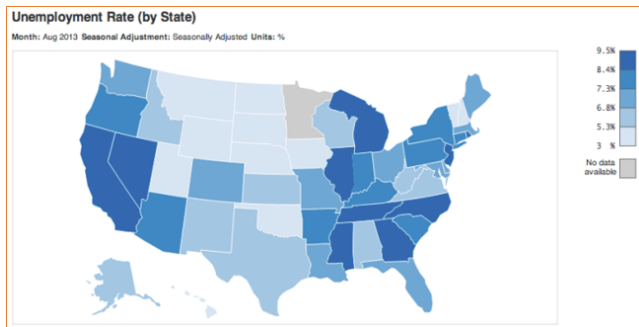 Unemployment Rate (by State)
Month: Aug 2013 Seasonal Adjustment: Seasonally Adjusted Units: %
9.5%
8.4%
7.3%
6.8%
5.3%
3 %
No data
available